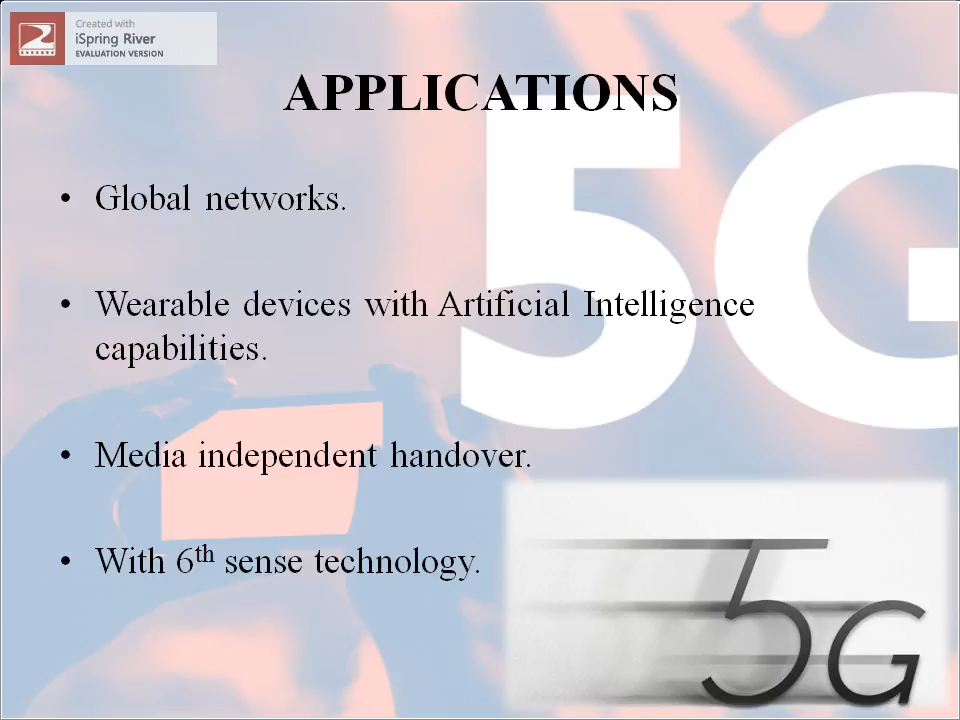 Created with
iSpring River
EVALUATION VERSION
APPLICATIONS
5G
• Global networks.
• Wearable devices with Artificial Intelligence
capabilities.
• Media independent handover.
• With 6th sense technology.
5G